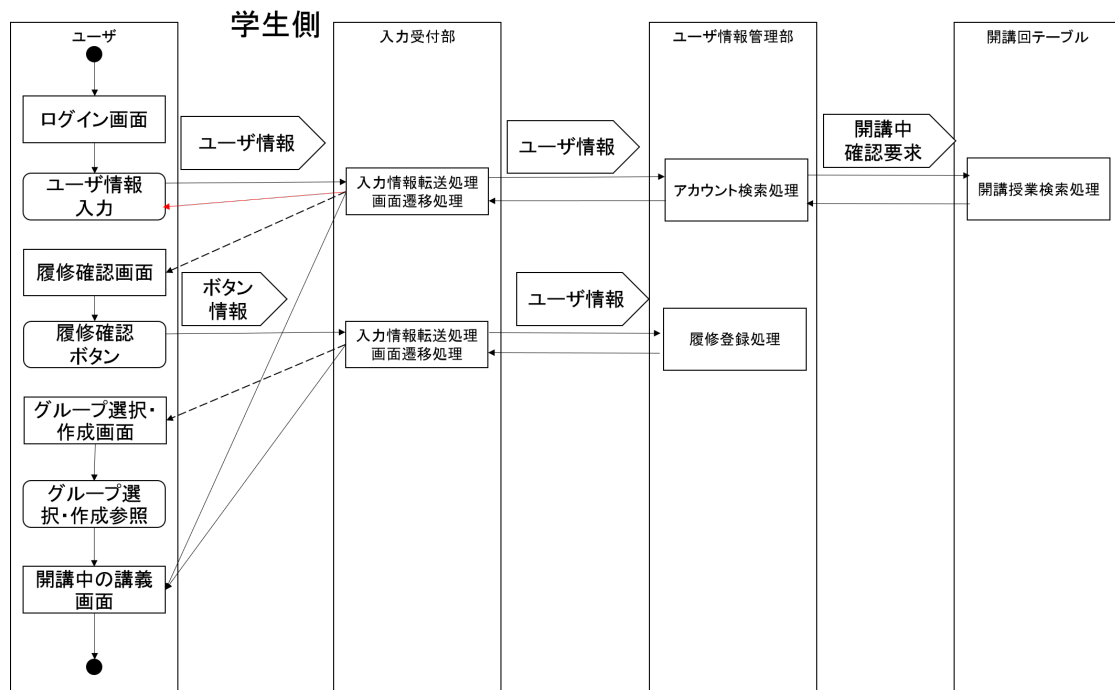 学生側
ユーザ
入力受付部
ユーザ情報管理部
開講回テーブル
ログイン画面
ユーザ情報
ユーザ情報
開講中
確認要求
ユーザ情報
入力
入力情報転送処理
画面遷移処理
アカウント検索処理
開講授業検索処理
履修確認画面
ボタン
情報
ユーザ情報
履修確認
ボタン
入力情報転送処理
画面遷移処理
履修登録処理
グループ選択・
作成画面
グループ選
択・作成参照
開講中の講義
画面